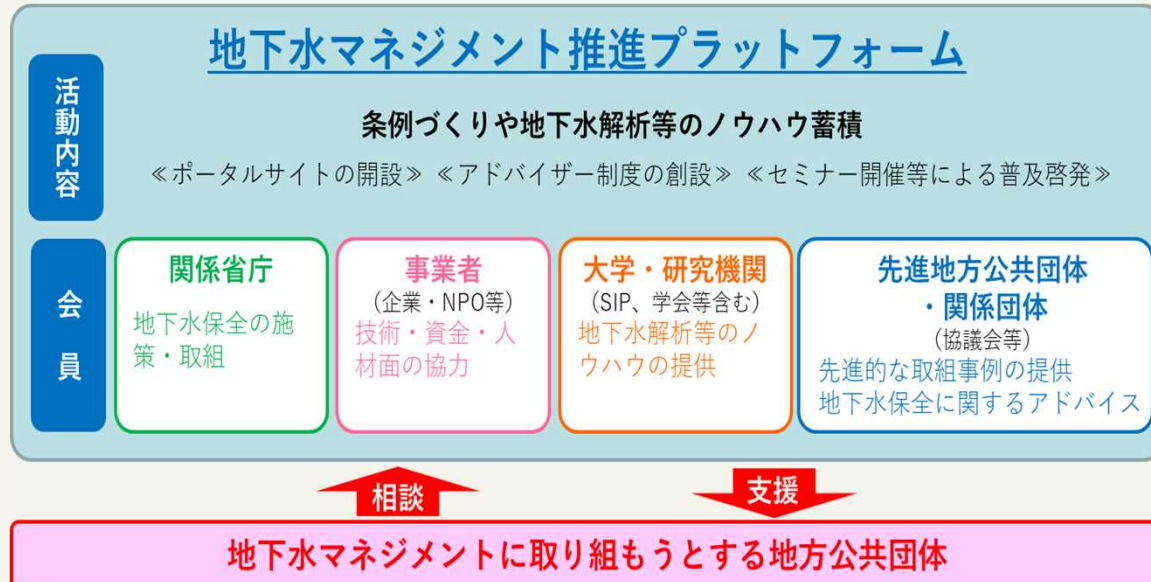 地下水マネジメント推進プラットフォーム
活動内容
条例づくりや地下水解析等のノウハウ蓄積
≪ポータルサイトの開設≫ ≪アドバイザー制度の創設≫ ≪セミナー開催等による普及啓発≫
会員
関係省庁
地下水保全の施
策・取組
事業者
（企業・NPO等）
技術・資金・人
材面の協力
大学・研究機関
（SIP、学会等含む）
地下水解析等のノ
ウハウの提供
先進地方公共団体
・関係団体
（協議会等）
先進的な取組事例の提供
地下水保全に関するアドバイス
相談
支援
地下水マネジメントに取り組もうとする地方公共団体